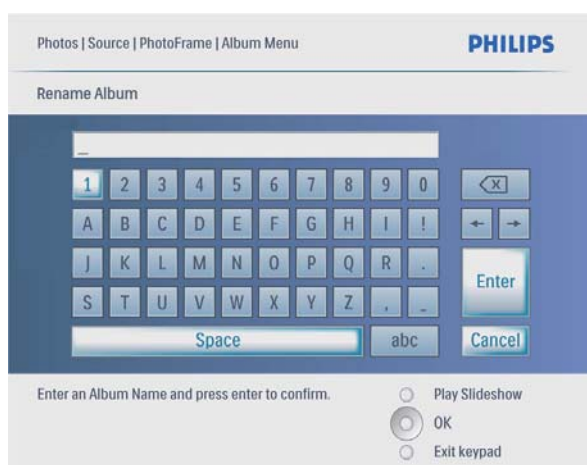 Photos | Source | PhotoFrame | Album Menu PHILIPS
Rename Album
_
1 2 3 4 5 6 7 8 9 0
A B C D E F G H I !
J K L M N O P Q R .
Enter
S T U V W X Y Z , _
Space abc Cancel
Enter an Album Name and press enter to confirm. Play Slideshow
OK
Exit keypad